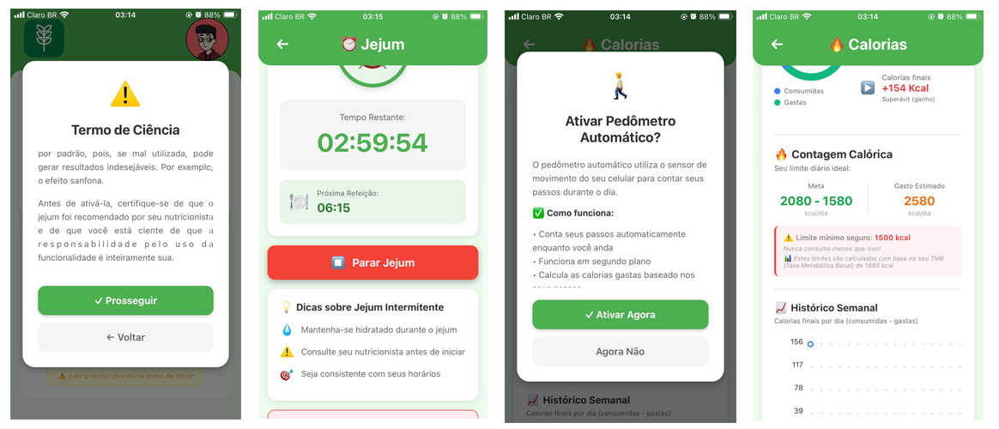 Claro BR 03:14 88%
Termo de Ciência
por padrão, pois, se mal utilizada, pode
gerar resultados indesejáveis. Por exemplo,
o efeito sanfona.
Antes de ativá-la, certifique-se de que o
jejum foi recomendado por seu nutricionista
e de que você está ciente de que a
responsabilidade pelo uso da
funcionalidade é inteiramente sua.
✓ Prosseguir
← Voltar
⚠️ Leia o termo de ciência antes de ativar
Claro BR 03:15 88%
← ⏰ Jejum
Tempo Restante:
02:59:54
Próxima Refeição:
06:15
Parar Jejum
Dicas sobre Jejum Intermitente
Mantenha-se hidratado durante o jejum
Consulte seu nutricionista antes de iniciar
Seja consistente com seus horários
Claro BR 03:14 88%
← 🔥 Calorias
Ativar Pedômetro
Automático?
O pedômetro automático utiliza o sensor de
movimento do seu celular para contar seus
passos durante o dia.
✅ Como funciona:
• Conta seus passos automaticamente
enquanto você anda
• Funciona em segundo plano
• Calcula as calorias gastas baseado nos
✓ Ativar Agora
Agora Não
📈 Histórico Semanal
Calorias finais por dia (consumidas - gastas)
Claro BR 03:14 88%
← 🔥 Calorias
Consumidas
Gastas
Calorias finais
+154 Kcal
Superávit (ganho)
🔥 Contagem Calórica
Seu limite diário ideal:
Meta
2080 - 1580
kcal/dia
Gasto Estimado
2580
kcal/dia
⚠️ Limite mínimo seguro: 1500 kcal
Nunca consuma menos que isso!
📊 Estes limites são calculados com base no seu TMB
(Taxa Metabólica Basal) de 1665 kcal
📈 Histórico Semanal
Calorias finais por dia (consumidas - gastas)
156
117
78
39